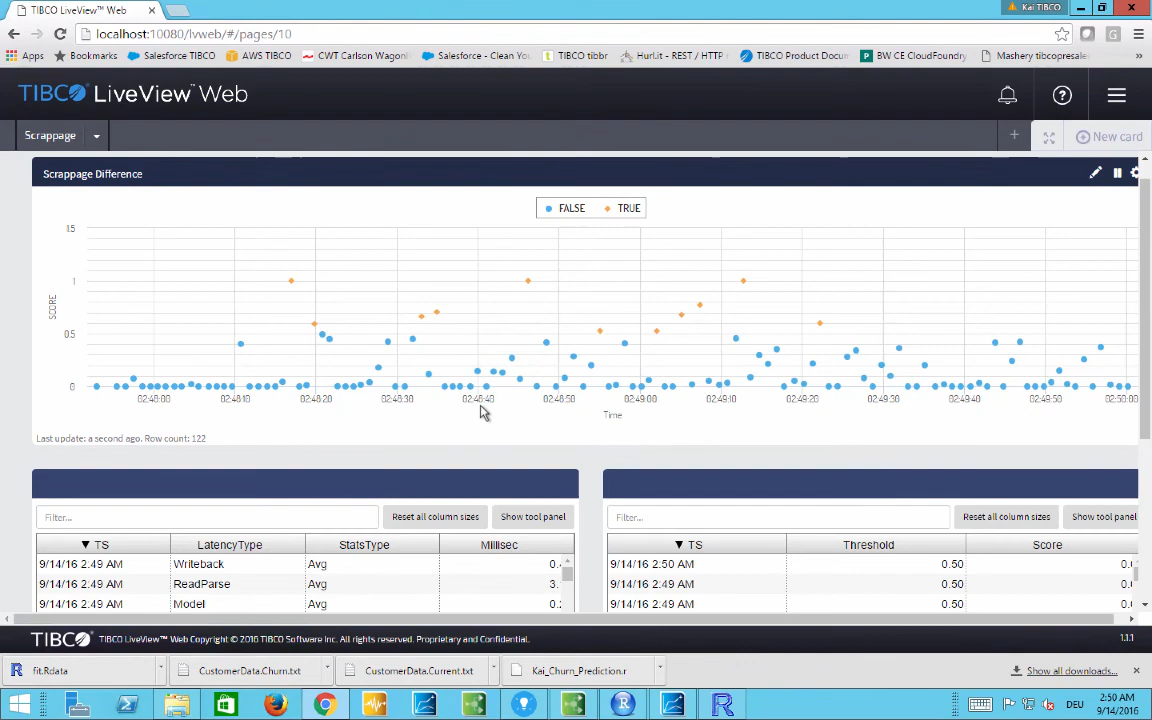 TIBCO LiveView™ Web
Kai TIBCO
localhost:10080/lvweb/#/pages/10
Apps Bookmarks Salesforce TIBCO AWS TIBCO CWT Carlson Wagonli Salesforce - Clean You TIBCO tibbr Hurl.it - REST / HTTP TIBCO Product Docum BW CE CloudFoundry Mashery tibcopresale »
TIBCO LiveView™ Web
Scrappage
+ New card
Scrappage Difference
FALSE TRUE
1.5
1
0.5
0
SCORE
02:48:00 02:48:10 02:48:20 02:48:30 02:48:40 02:48:50 02:49:00 02:49:10 02:49:20 02:49:30 02:49:40 02:49:50 02:50:00
Time
Last update: a second ago. Row count: 122
Filter... Reset all column sizes Show tool panel
▼ TS LatencyType StatsType Millisec
9/14/16 2:49 AM Writeback Avg
9/14/16 2:49 AM ReadParse Avg
9/14/16 2:49 AM Model Avg
Filter... Reset all column sizes Show tool panel
▼ TS Threshold Score
9/14/16 2:50 AM 0.50
9/14/16 2:49 AM 0.50
9/14/16 2:49 AM 0.50
TIBCO TIBCO LiveView™ Web Copyright © 2016 TIBCO Software Inc. All rights reserved. Proprietary and Confidential.
1.1.1
fit.Rdata CustomerData.Churn.txt CustomerData.Current.txt Kai_Churn_Prediction.r Show all downloads...
DEU
2:50 AM
9/14/2016